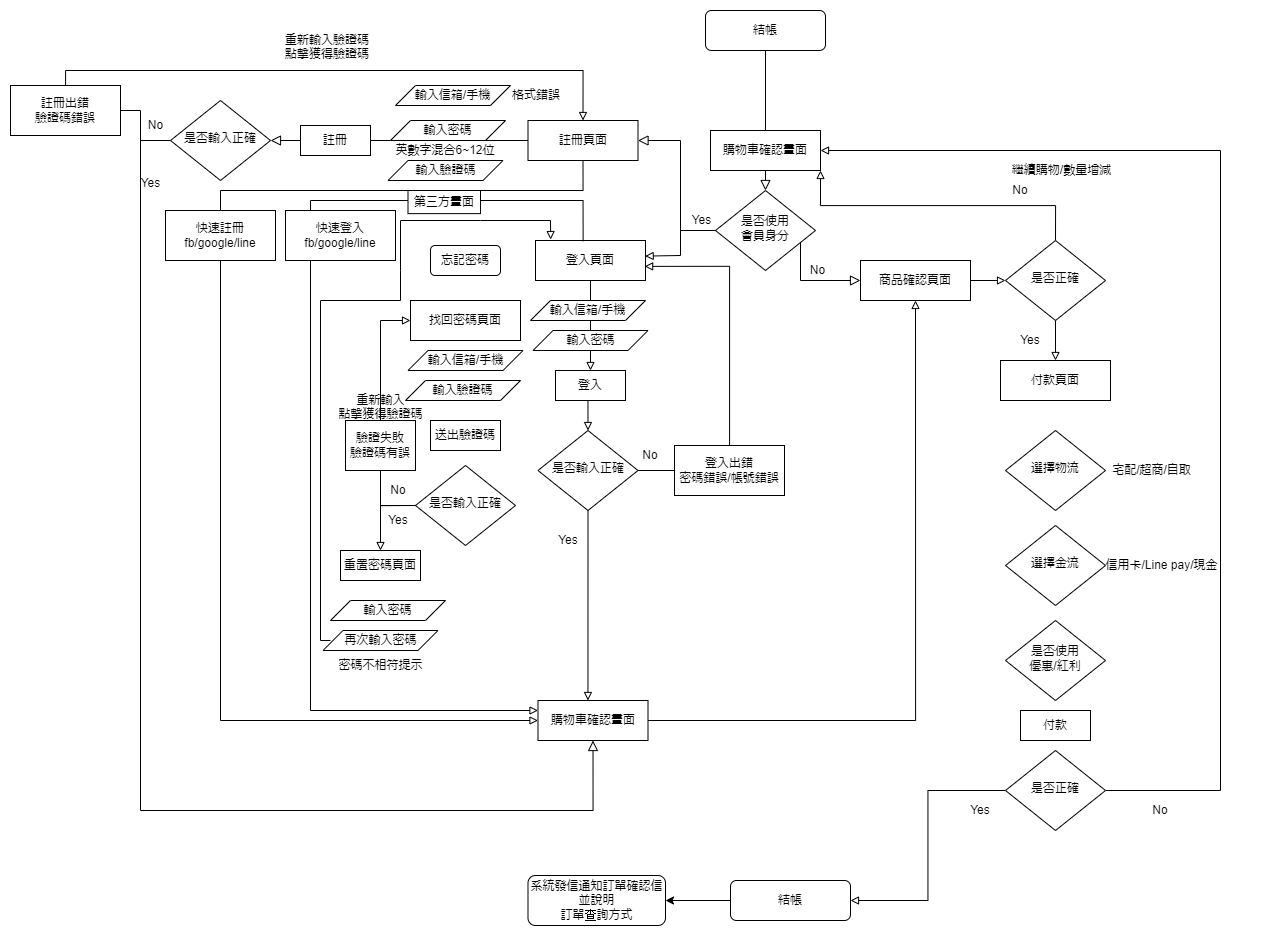 結帳
重新輸入驗證碼
點擊獲得驗證碼
註冊出錯
驗證碼錯誤
No
是否輸入正確
Yes
註冊
輸入信箱/手機
格式錯誤
輸入密碼
英數字混合6~12位
輸入驗證碼
註冊頁面
購物車確認畫面
繼續購物/數量增減
No
第三方畫面
快速註冊
fb/google/line
快速登入
fb/google/line
Yes
是否使用
會員身分
No
忘記密碼
登入頁面
商品確認頁面
是否正確
Yes
找回密碼頁面
輸入信箱/手機
輸入密碼
輸入信箱/手機
輸入驗證碼
登入
付款頁面
重新輸入
點擊獲得驗證碼
驗證失敗
驗證碼有誤
送出驗證碼
是否輸入正確
No
登入出錯
密碼錯誤/帳號錯誤
選擇物流
宅配/超商/自取
No
是否輸入正確
Yes
Yes
重置密碼頁面
選擇金流
信用卡/Line pay/現金
輸入密碼
再次輸入密碼
密碼不相符提示
是否使用
優惠/紅利
購物車確認畫面
付款
是否正確
Yes
No
系統發信通知訂單確認信
並說明
訂單查詢方式
結帳